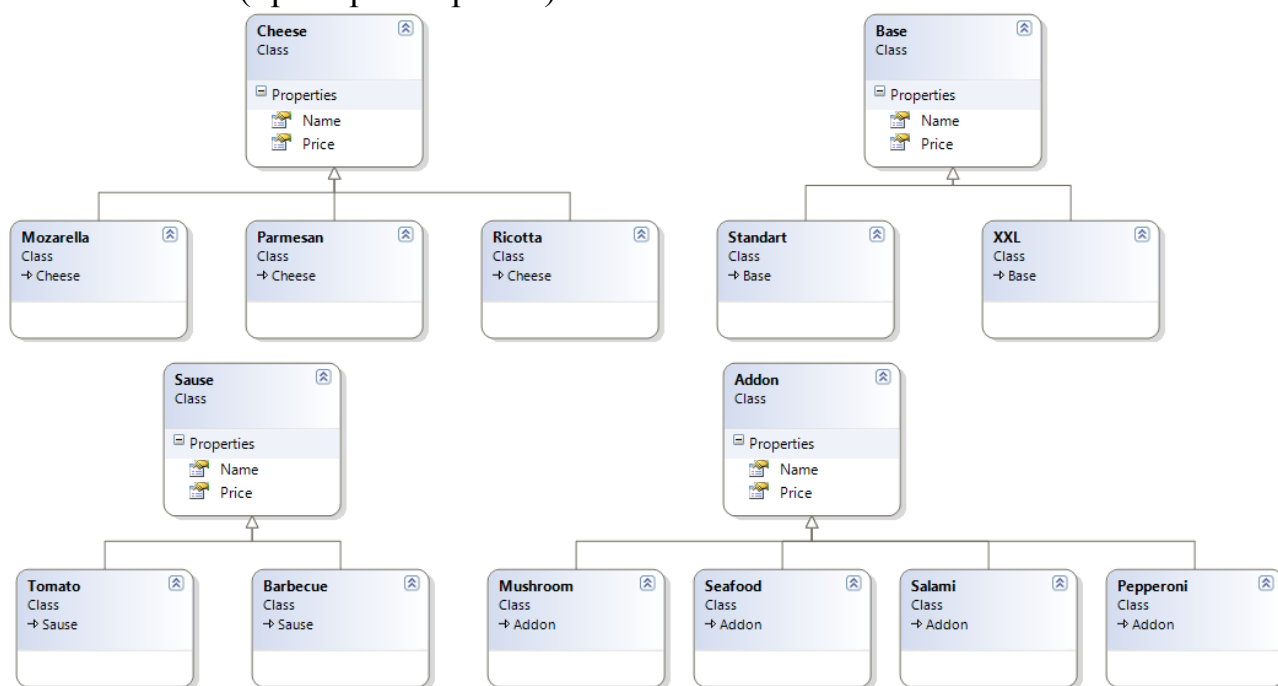 Cheese
Class
Properties
Name
Price
Base
Class
Properties
Name
Price
Mozarella
Class
Cheese
Parmesan
Class
Cheese
Ricotta
Class
Cheese
Standart
Class
Base
XXL
Class
Base
Sause
Class
Properties
Name
Price
Addon
Class
Properties
Name
Price
Tomato
Class
Sause
Barbecue
Class
Sause
Mushroom
Class
Addon
Seafood
Class
Addon
Salami
Class
Addon
Pepperoni
Class
Addon